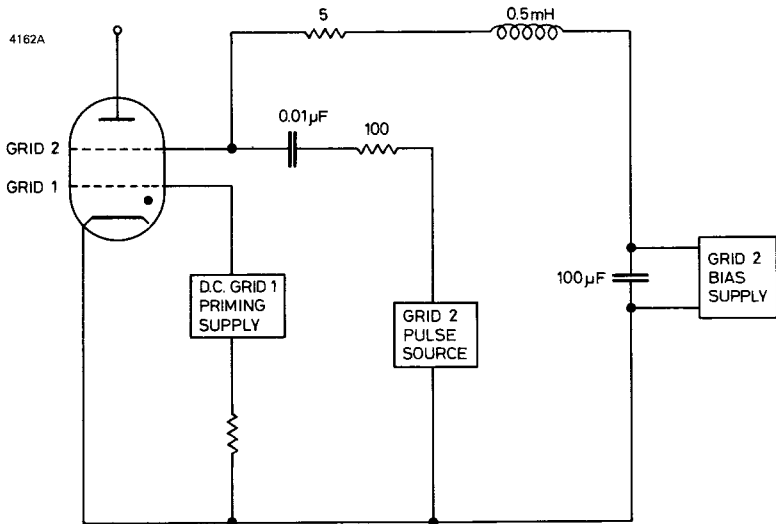 4162A
5
0.5mH
0.01µF
100
GRID 2
GRID 1
D.C. GRID 1
PRIMING
SUPPLY
GRID 2
PULSE
SOURCE
100µF
GRID 2
BIAS
SUPPLY